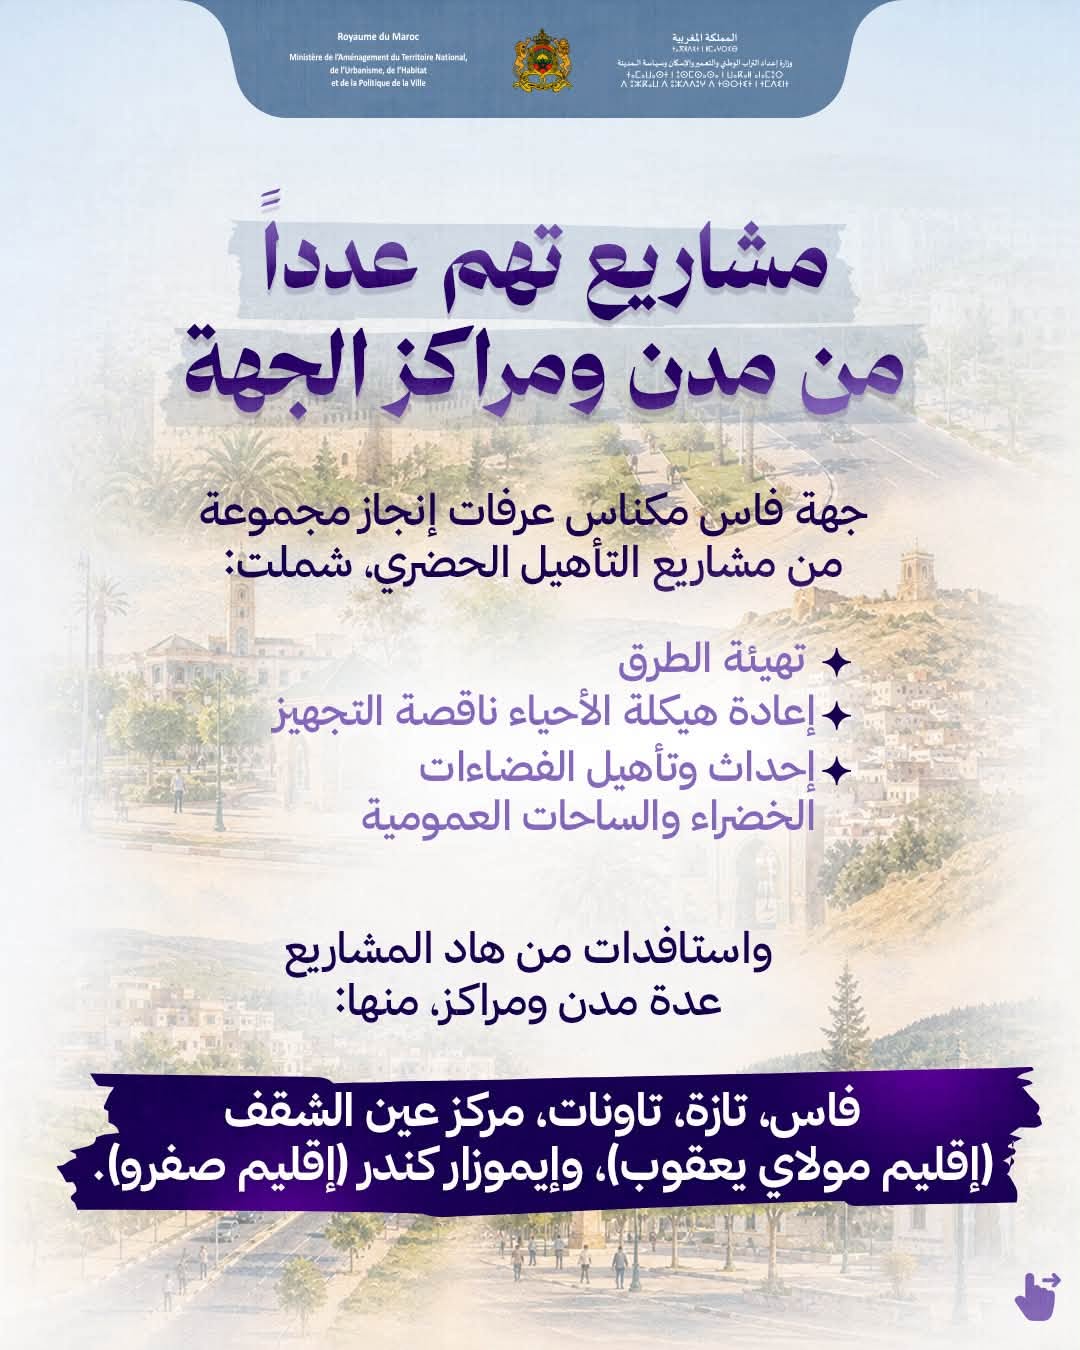 Royaume du Maroc
Ministère de l'Aménagement du Territoire National,
de l'Urbanisme, de l'Habitat
et de la Politique de la Ville
المملكة المغربية
ⵜⴰⴳⵍⴷⵉⵜ ⵏ ⵍⵎⵖⵔⵉⴱ
وزارة إعداد التراب الوطني والتعمير والإسكان وسياسة المدينة
مشاريع تهم عدداً
من مدن ومراكز الجهة
جهة فاس مكناس عرفات إنجاز مجموعة
من مشاريع التأهيل الحضري، شملت:
تهيئة الطرق
إعادة هيكلة الأحياء ناقصة التجهيز
إحداث وتأهيل الفضاءات
الخضراء والساحات العمومية
واستافدات من هاد المشاريع
عدة مدن ومراكز، منها:
فاس، تازة، تاونات، مركز عين الشقف
(إقليم مولاي يعقوب)، وإيموزار كندر (إقليم صفرو).